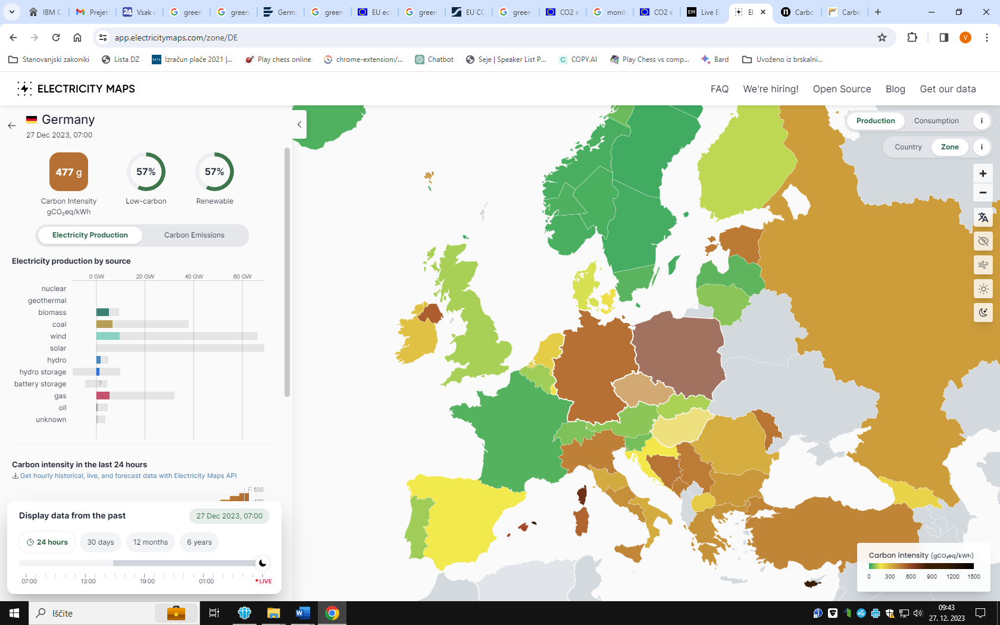 IBM C
Prejet
Vsak c
green
green
Germa
green
EU ec
green
EU CO
green
CO2 e
monit
CO2 e
Live El
El
Carbo
Carbo
app.electricitymaps.com/zone/DE
V
Stanovanjski zakoniki
Lista DZ
Izračun plače 2021 |...
Play chess online
chrome-extension:/...
Chatbot
Seje | Speaker List P...
COPY.AI
Play Chess vs comp...
Bard
Uvoženo iz brskalni...
ELECTRICITY MAPS
FAQ
We're hiring!
Open Source
Blog
Get our data
Germany
27 Dec 2023, 07:00
477 g
57%
57%
Carbon Intensity
gCO₂eq/kWh
Low-carbon
Renewable
Electricity Production
Carbon Emissions
Electricity production by source
0 GW
20 GW
40 GW
60 GW
nuclear
geothermal
biomass
coal
wind
solar
hydro
hydro storage
battery storage
?
gas
oil
unknown
Carbon intensity in the last 24 hours
Get hourly historical, live, and forecast data with Electricity Maps API
500
Display data from the past
27 Dec 2023, 07:00
24 hours
30 days
12 months
6 years
07:00
13:00
19:00
01:00
LIVE
Production
Consumption
i
Country
Zone
i
+
−
Carbon intensity (gCO₂eq/kWh)
0
300
600
900
1200
1500
Iščite
09:43
27. 12. 2023